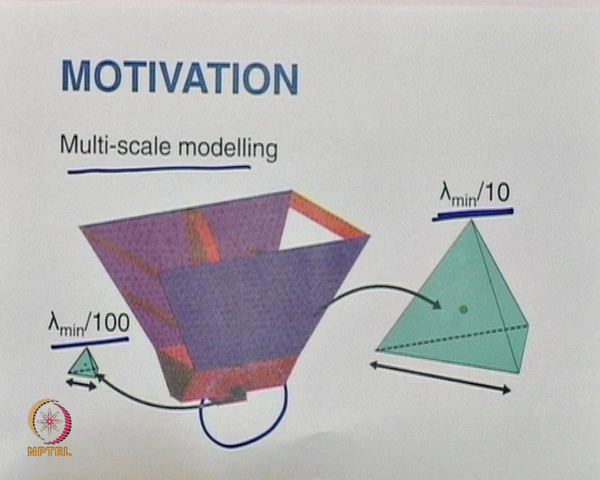 MOTIVATION
Multi-scale modelling
λmin/10
λmin/100
NPTEL